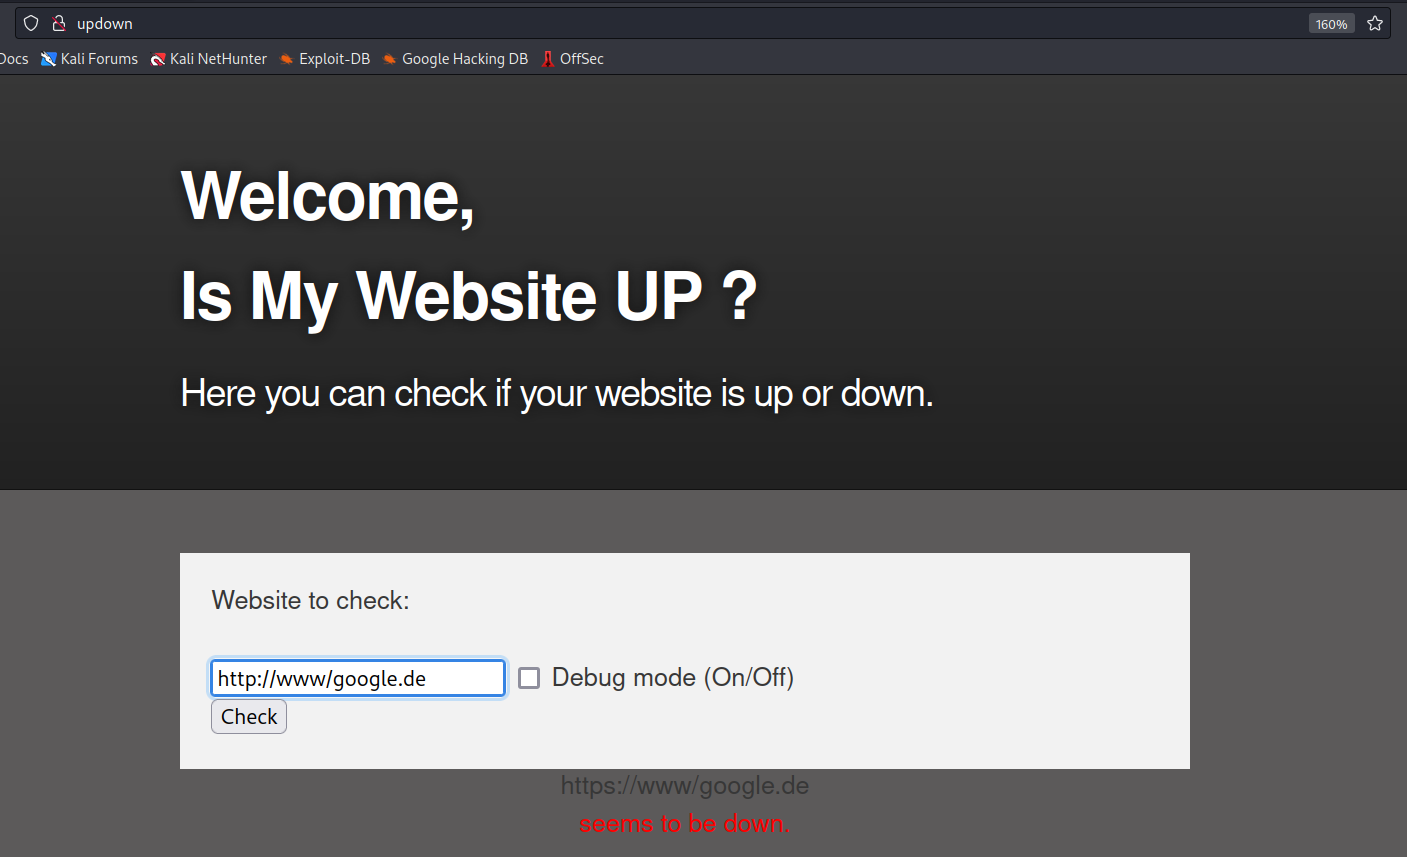 updown
160%
Docs Kali Forums Kali NetHunter Exploit-DB Google Hacking DB OffSec
Welcome,
Is My Website UP ?
Here you can check if your website is up or down.
Website to check:
http://www/google.de Debug mode (On/Off)
Check
https://www/google.de
seems to be down.